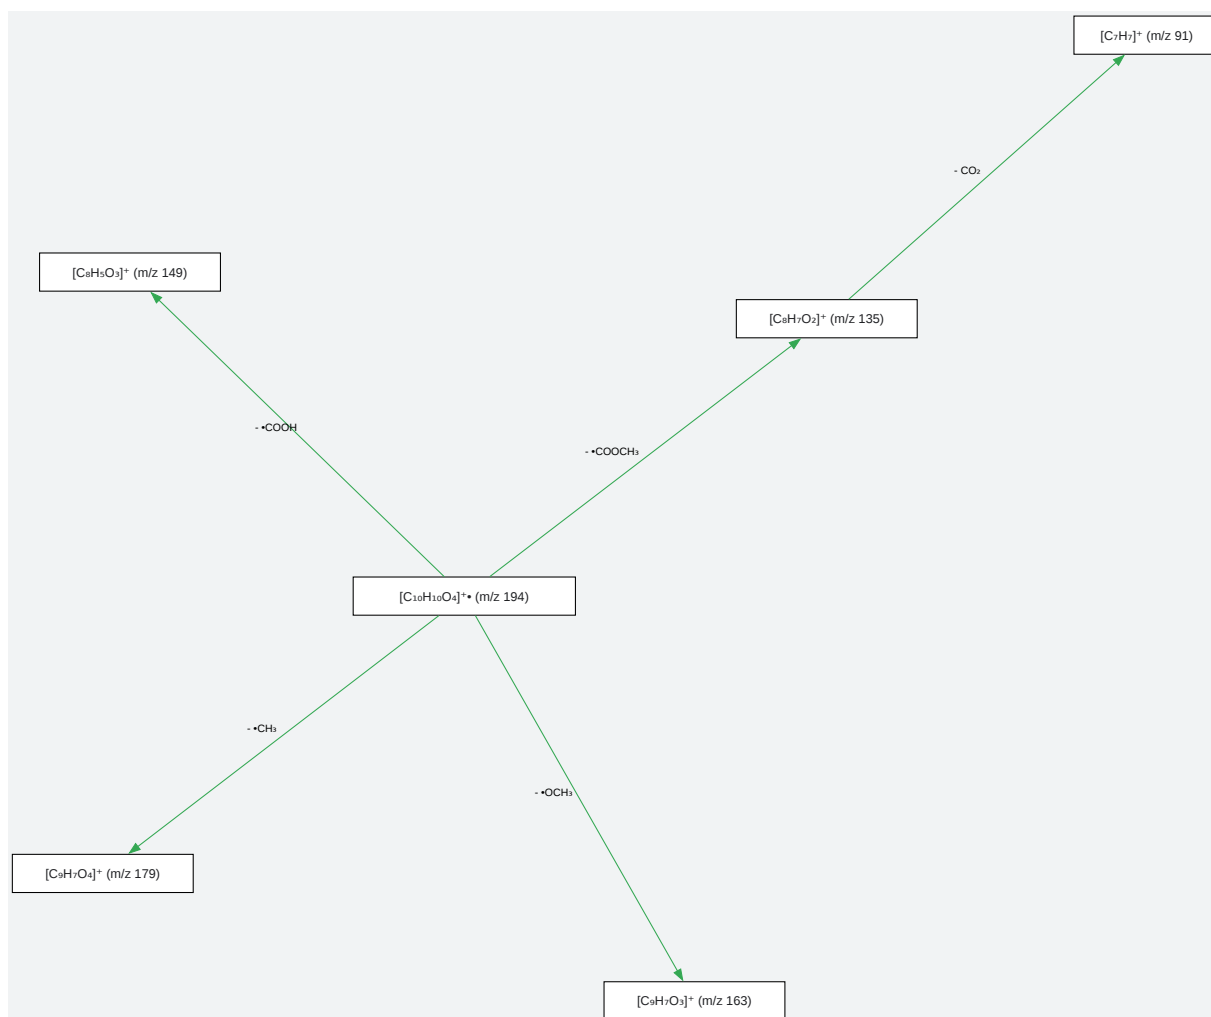 [C₇H₇]⁺ (m/z 91)
- CO₂
[C₈H₅O₃]⁺ (m/z 149)
[C₈H₇O₂]⁺ (m/z 135)
- •COOH
- •COOCH₃
[C₁₀H₁₀O₄]⁺• (m/z 194)
- •CH₃
- •OCH₃
[C₉H₇O₄]⁺ (m/z 179)
[C₉H₇O₃]⁺ (m/z 163)